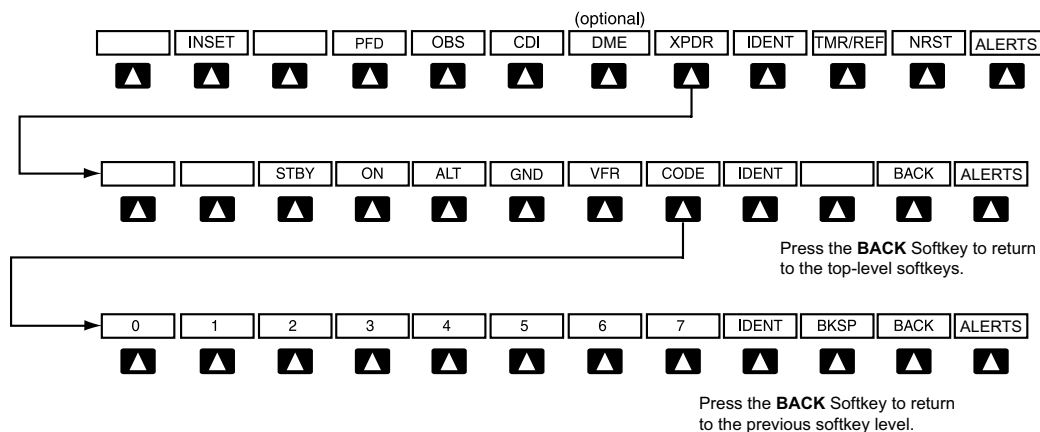 (optional)
INSET PFD OBS CDI DME XPDR IDENT TMR/REF NRST ALERTS
STBY ON ALT GND VFR CODE IDENT BACK ALERTS
Press the BACK Softkey to return
to the top-level softkeys.
0 1 2 3 4 5 6 7 IDENT BKSP BACK ALERTS
Press the BACK Softkey to return
to the previous softkey level.